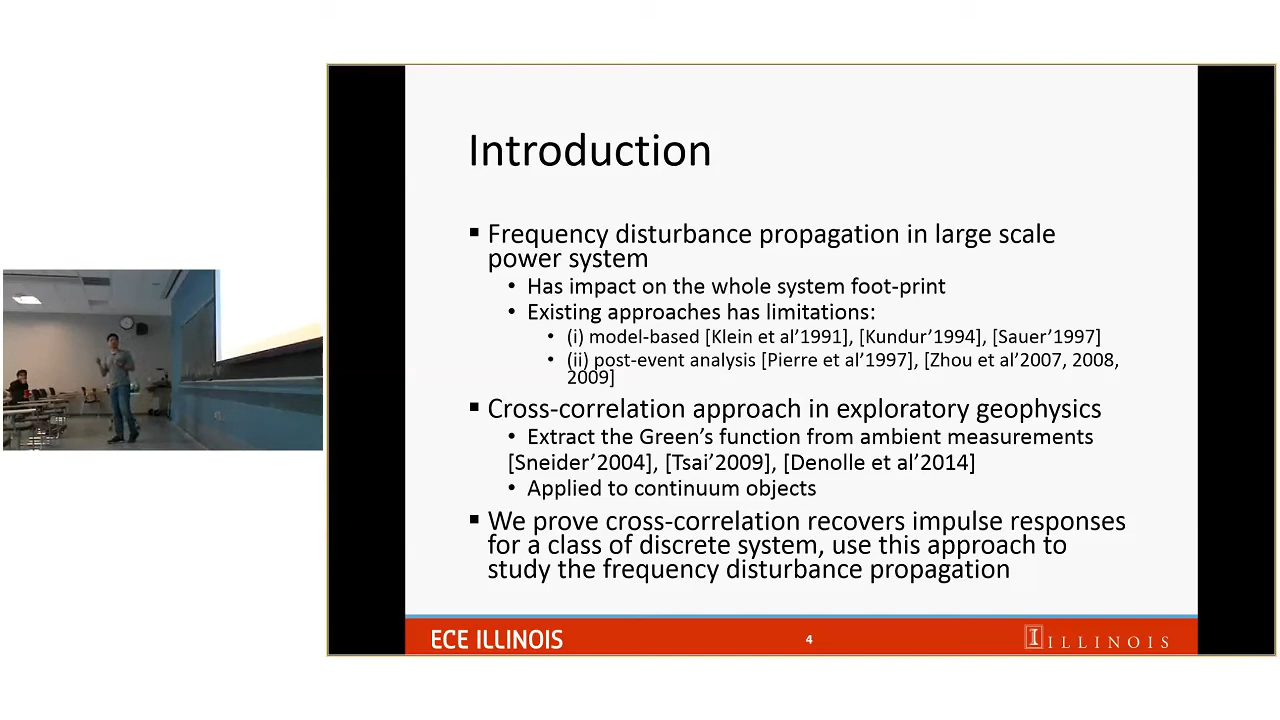 Introduction
▪ Frequency disturbance propagation in large scale
power system
• Has impact on the whole system foot-print
• Existing approaches has limitations:
• (i) model-based [Klein et al’1991], [Kundur’1994], [Sauer’1997]
• (ii) post-event analysis [Pierre et al’1997], [Zhou et al’2007, 2008,
2009]
▪ Cross-correlation approach in exploratory geophysics
• Extract the Green’s function from ambient measurements
[Sneider’2004], [Tsai’2009], [Denolle et al’2014]
• Applied to continuum objects
▪ We prove cross-correlation recovers impulse responses
for a class of discrete system, use this approach to
study the frequency disturbance propagation
ECE ILLINOIS
4
I ILLINOIS